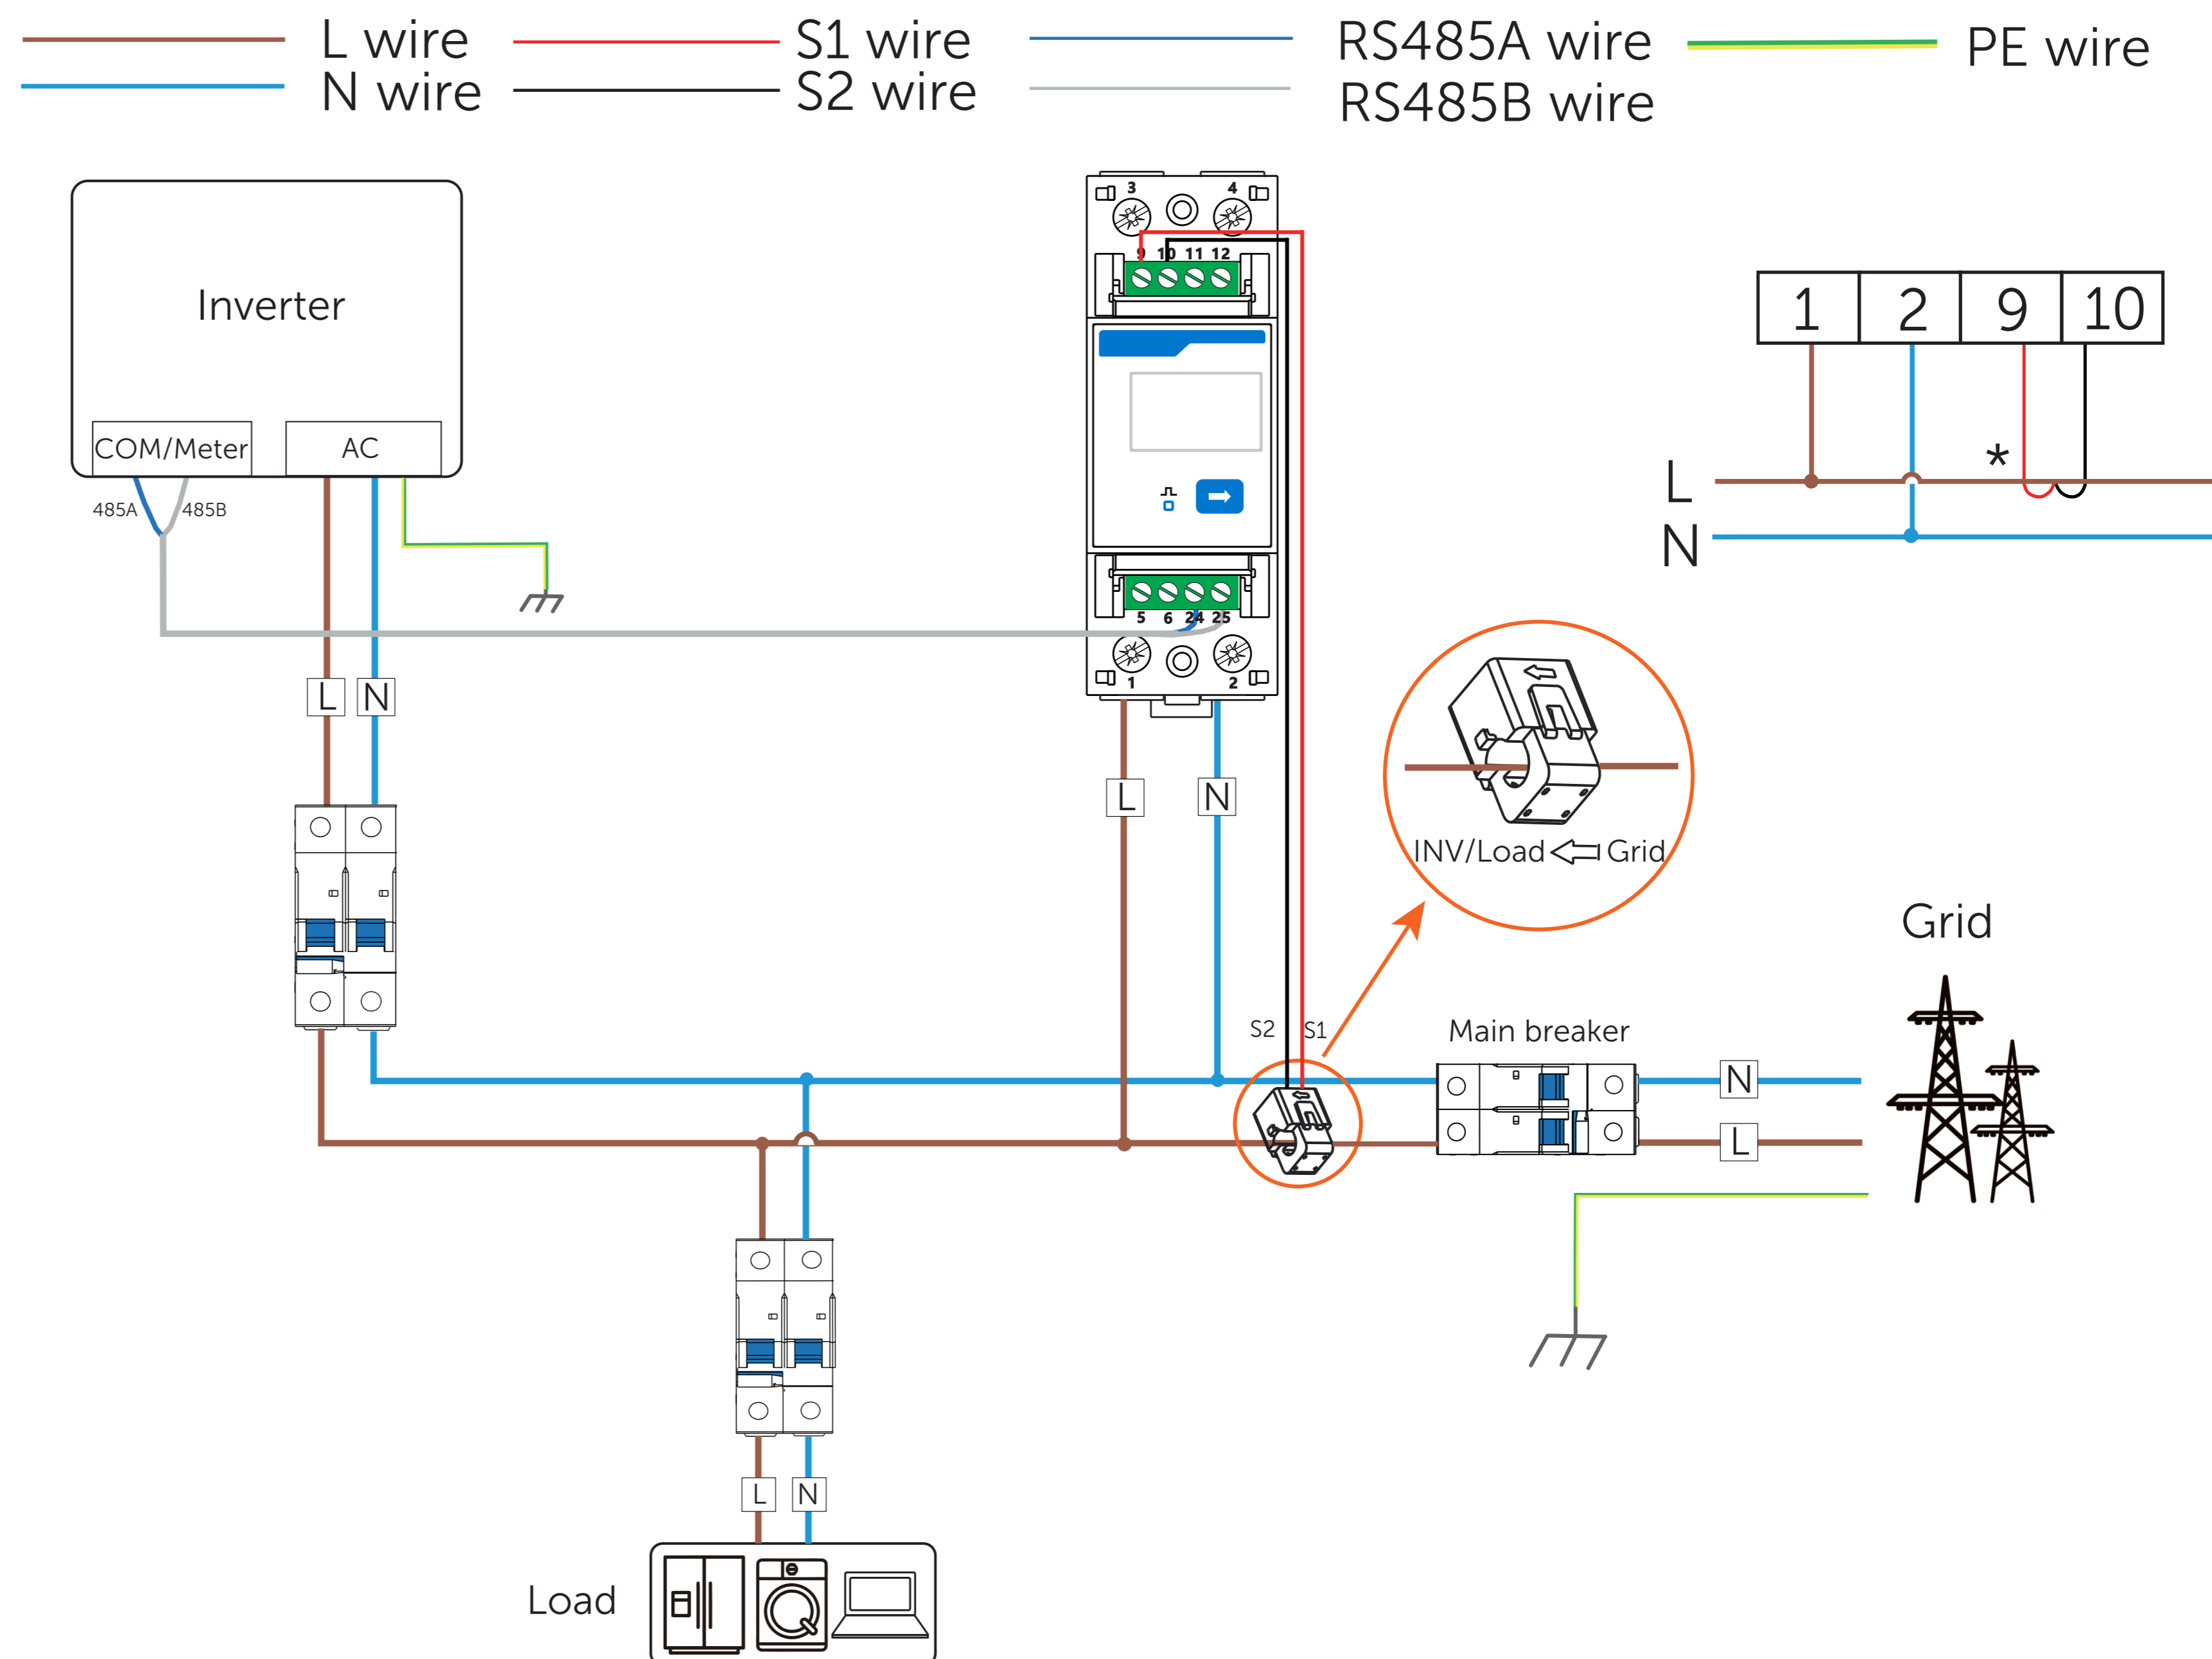 L wire
S1 wire
RS485A wire
PE wire
N wire
S2 wire
RS485B wire
3 4
9 10 11 12
Inverter
COM/Meter
AC
485A
485B
1 2 9 10
*
L
N
5 6 24 25
1 2
L N
L N
INV/Load Grid
Grid
S2 S1
Main breaker
N
L
L N
Load